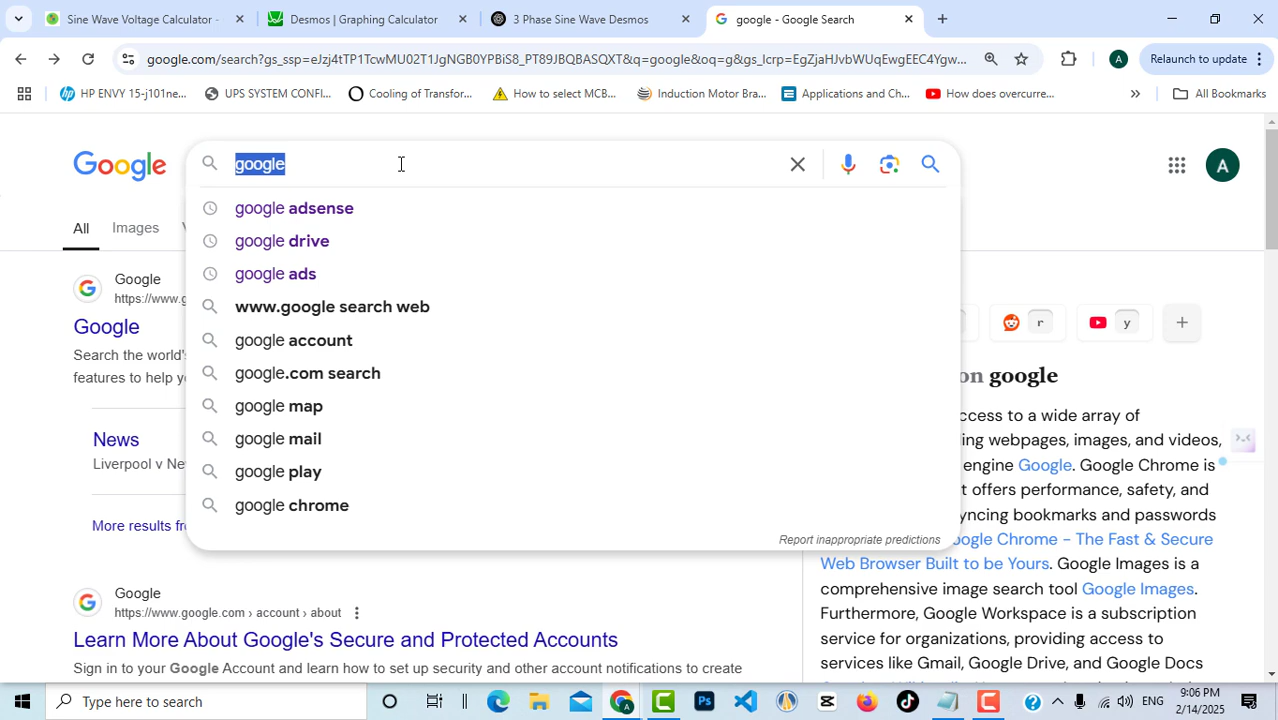 Sine Wave Voltage Calculator -
Desmos | Graphing Calculator
3 Phase Sine Wave Desmos
google - Google Search
google.com/search?gs_ssp=eJzj4tTP1TcwMU02T1JgNGB0YPBiS8_PT89JBQBASQXT&q=google&oq=g&gs_lcrp=EgZjaHJvbWUqEwgEEC4Ygw...
A
Relaunch to update
HP ENVY 15-j101ne...
UPS SYSTEM CONFI...
Cooling of Transfor...
How to select MCB...
Induction Motor Bra...
Applications and Ch...
How does overcurre...
»
All Bookmarks
Google
google
A
google adsense
google drive
google ads
www.google search web
google account
google.com search
google map
google mail
google play
google chrome
Report inappropriate predictions
All
Images
Google
https://www.g
Google
Search the world's
features to help y
News
Liverpool v Ne
More results fr
r
y
on google
ccess to a wide array of
ing webpages, images, and videos,
engine Google. Google Chrome is
t offers performance, safety, and
yncing bookmarks and passwords
ogle Chrome - The Fast & Secure
Web Browser Built to be Yours. Google Images is a
comprehensive image search tool Google Images.
Furthermore, Google Workspace is a subscription
service for organizations, providing access to
services like Gmail, Google Drive, and Google Docs
Google
https://www.google.com › account › about
Learn More About Google's Secure and Protected Accounts
Sign in to your Google Account and learn how to set up security and other account notifications to create
Type here to search
9:06 PM
2/14/2025